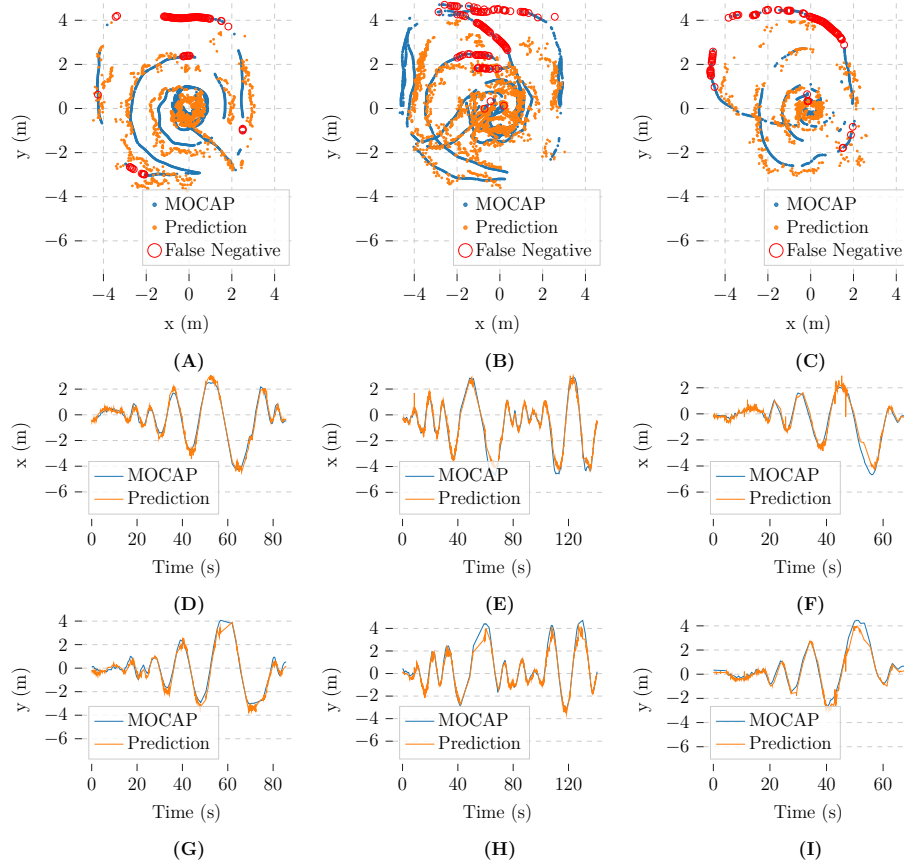 4
2
0
−2
−4
−6
y (m)
MOCAP
Prediction
False Negative
−4 −2 0 2 4
x (m)
(A)
4
2
0
−2
−4
−6
y (m)
MOCAP
Prediction
False Negative
−4 −2 0 2 4
x (m)
(B)
4
2
0
−2
−4
−6
y (m)
MOCAP
Prediction
False Negative
−4 −2 0 2 4
x (m)
(C)
2
0
−2
−4
−6
x (m)
MOCAP
Prediction
0 20 40 60 80
Time (s)
(D)
2
0
−2
−4
−6
x (m)
MOCAP
Prediction
0 40 80 120
Time (s)
(E)
2
0
−2
−4
−6
x (m)
MOCAP
Prediction
0 20 40 60
Time (s)
(F)
4
2
0
−2
−4
−6
y (m)
MOCAP
Prediction
0 20 40 60 80
Time (s)
(G)
4
2
0
−2
−4
−6
y (m)
MOCAP
Prediction
0 40 80 120
Time (s)
(H)
4
2
0
−2
−4
−6
y (m)
MOCAP
Prediction
0 20 40 60
Time (s)
(I)